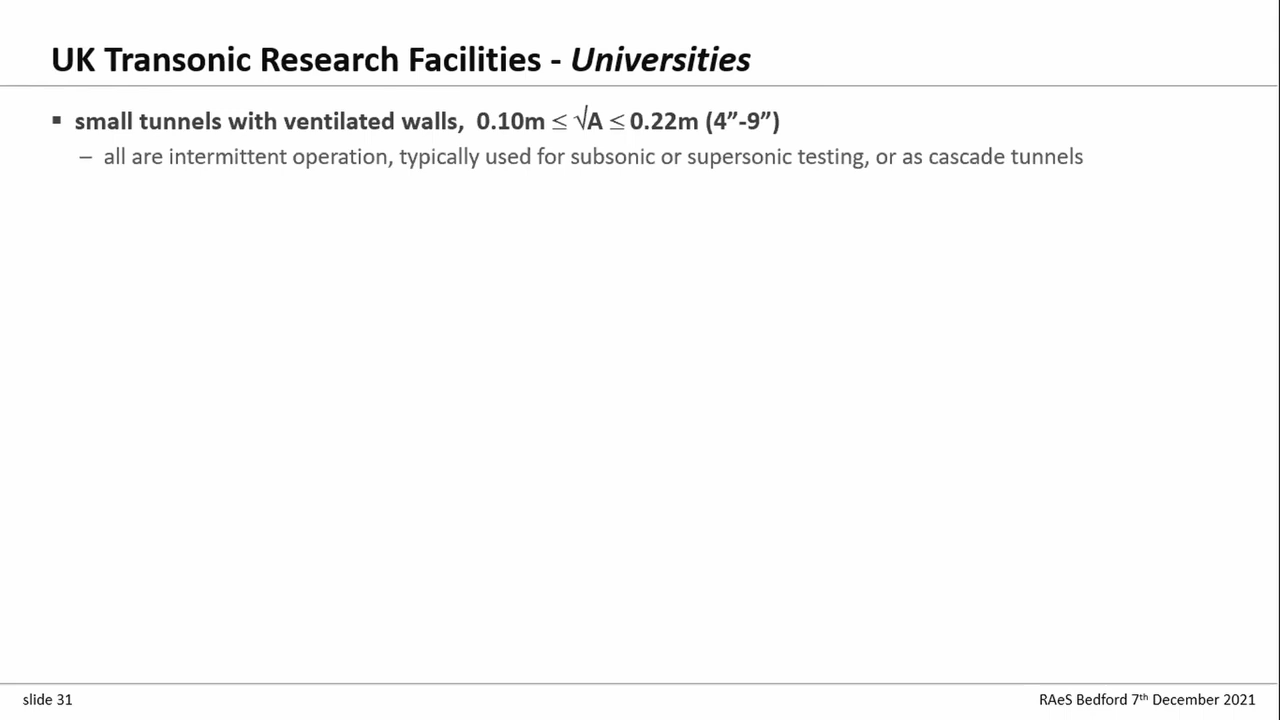 UK Transonic Research Facilities - Universities
▪ small tunnels with ventilated walls, 0.10m ≤ √A ≤ 0.22m (4”-9”)
– all are intermittent operation, typically used for subsonic or supersonic testing, or as cascade tunnels
slide 31
RAeS Bedford 7th December 2021